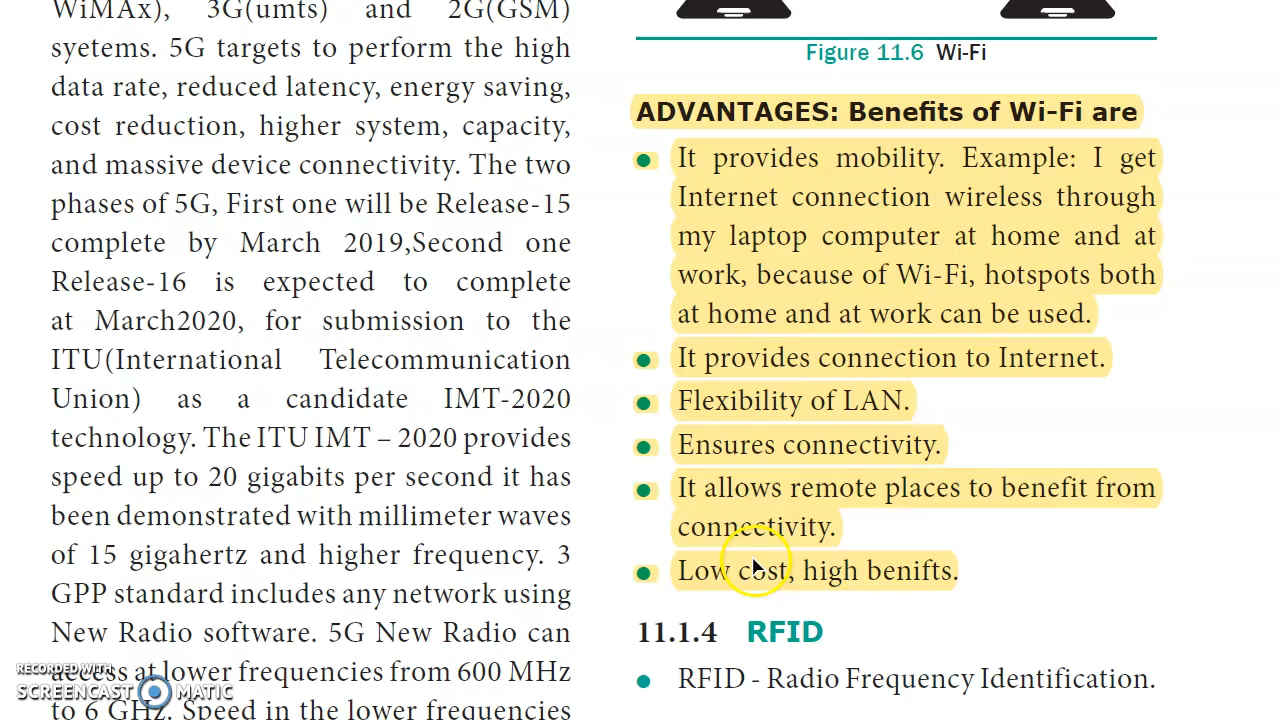 WiMAx), 3G(umts) and 2G(GSM)
syetems. 5G targets to perform the high
data rate, reduced latency, energy saving,
cost reduction, higher system, capacity,
and massive device connectivity. The two
phases of 5G, First one will be Release-15
complete by March 2019,Second one
Release-16 is expected to complete
at March2020, for submission to the
ITU(International Telecommunication
Union) as a candidate IMT-2020
technology. The ITU IMT – 2020 provides
speed up to 20 gigabits per second it has
been demonstrated with millimeter waves
of 15 gigahertz and higher frequency. 3
GPP standard includes any network using
New Radio software. 5G New Radio can
access at lower frequencies from 600 MHz
to 6 GHz. Speed in the lower frequencies
Figure 11.6 Wi-Fi
ADVANTAGES: Benefits of Wi-Fi are
It provides mobility. Example: I get
Internet connection wireless through
my laptop computer at home and at
work, because of Wi-Fi, hotspots both
at home and at work can be used.
It provides connection to Internet.
Flexibility of LAN.
Ensures connectivity.
It allows remote places to benefit from
connectivity.
Low cost, high benifts.
11.1.4 RFID
RFID - Radio Frequency Identification.
RECORDED WITH
SCREENCAST MATIC